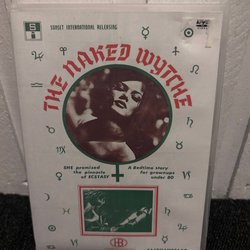 S
SUNSET INTERNATIONAL RELEASING
THE NAKED WYTCHE
SHE promised
the pinnacle
of ECSTASY
A Bedtime story
for grownups
under 80